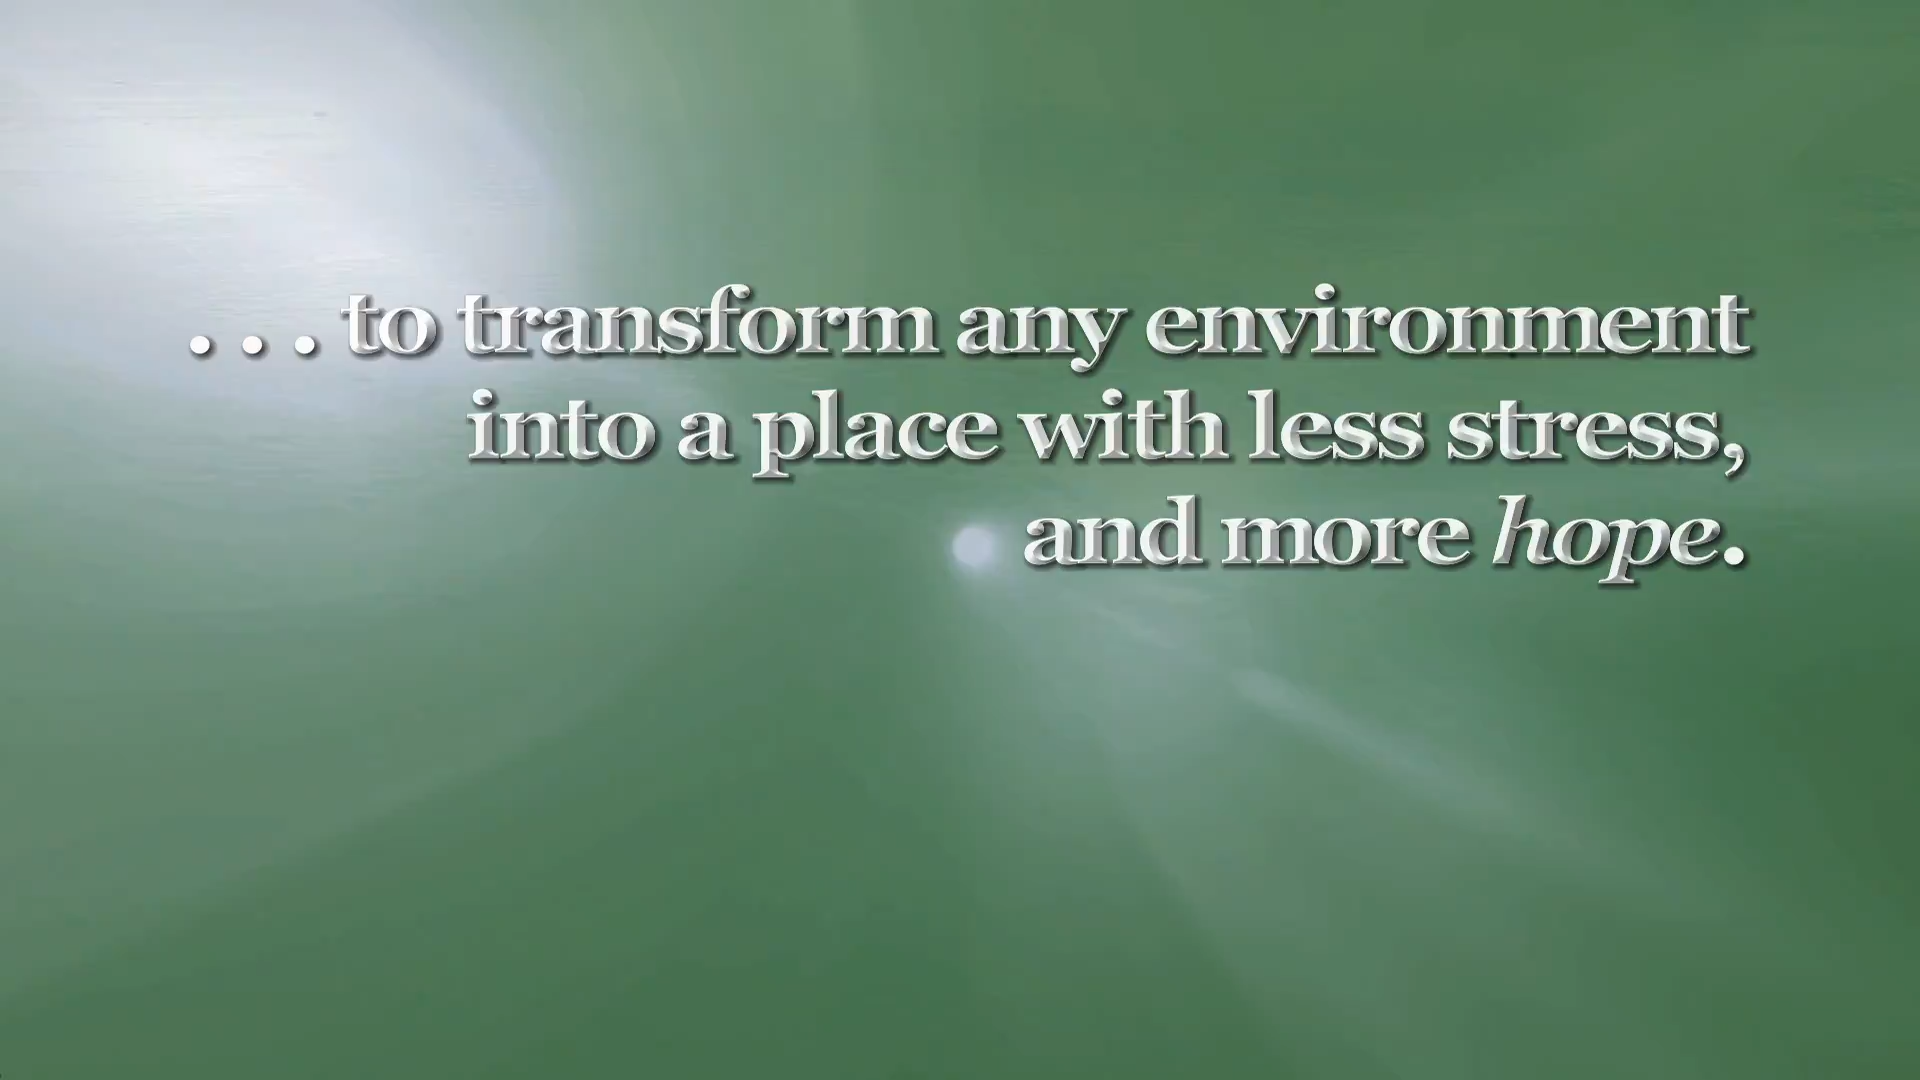 . . . to transform any environment
into a place with less stress,
and more hope.